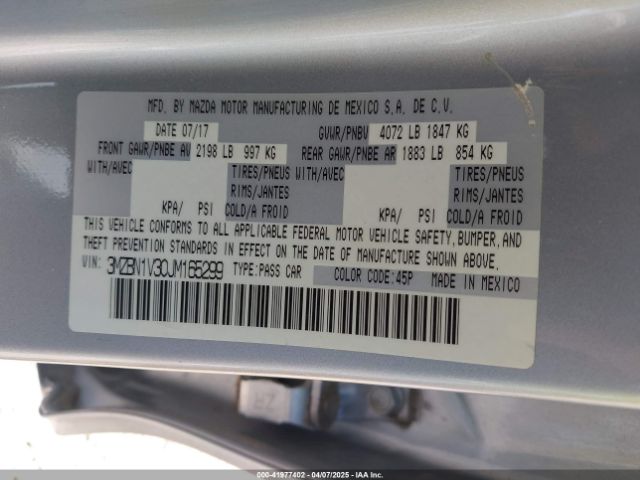 MFD. BY MAZDA MOTOR MANUFACTURING DE MEXICO S.A. DE C.V.
DATE 07/17 GVWR/PNBV 4072 LB 1847 KG
FRONT GAWR/PNBE AV 2198 LB 997 KG REAR GAWR/PNBE AR 1883 LB 854 KG
WITH/AVEC TIRES/PNEUS WITH/AVEC TIRES/PNEUS
RIMS/JANTES RIMS/JANTES
KPA/ PSI COLD/A FROID KPA/ PSI COLD/A FROID
THIS VEHICLE CONFORMS TO ALL APPLICABLE FEDERAL MOTOR VEHICLE SAFETY, BUMPER, AND
THEFT PREVENTION STANDARDS IN EFFECT ON THE DATE OF MANUFACTURE SHOWN ABOVE.
VIN: 3MZBN1V30JM165299 TYPE:PASS CAR COLOR CODE:45P MADE IN MEXICO
000-41977402 - 04/07/2025 - IAA Inc.